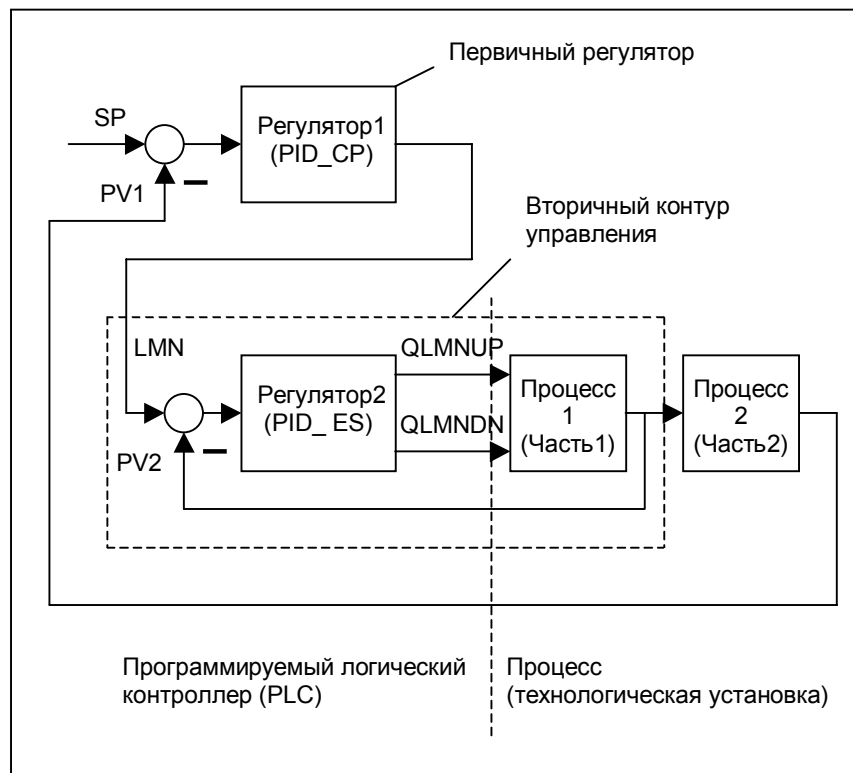 Первичный регулятор
SP
Регулятор1
(PID_CP)
PV1
Вторичный контур
управления
LMN
QLMNUP
Регулятор2
(PID_ ES)
QLMNDN
PV2
Процесс
1
(Часть1)
Процесс
2
(Часть2)
Программируемый логический
контроллер (PLC)
Процесс
(технологическая установка)